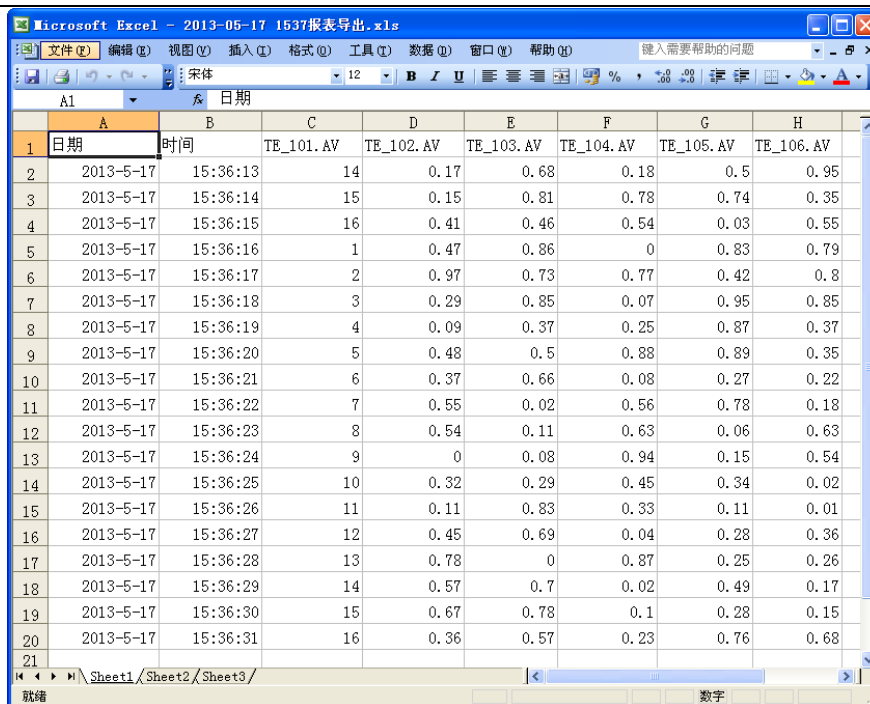 Microsoft Excel - 2013-05-17 1537报表导出.xls
文件(F) 编辑(E) 视图(V) 插入(I) 格式(O) 工具(T) 数据(D) 窗口(W) 帮助(H) 键入需要帮助的问题
宋体 12 B I U % ,
A1 fx 日期
A B C D E F G H
1 日期 时间 TE_101.AV TE_102.AV TE_103.AV TE_104.AV TE_105.AV TE_106.AV
2 2013-5-17 15:36:13 14 0.17 0.68 0.18 0.5 0.95
3 2013-5-17 15:36:14 15 0.15 0.81 0.78 0.74 0.35
4 2013-5-17 15:36:15 16 0.41 0.46 0.54 0.03 0.55
5 2013-5-17 15:36:16 1 0.47 0.86 0 0.83 0.79
6 2013-5-17 15:36:17 2 0.97 0.73 0.77 0.42 0.8
7 2013-5-17 15:36:18 3 0.29 0.85 0.07 0.95 0.85
8 2013-5-17 15:36:19 4 0.09 0.37 0.25 0.87 0.37
9 2013-5-17 15:36:20 5 0.48 0.5 0.88 0.89 0.35
10 2013-5-17 15:36:21 6 0.37 0.66 0.08 0.27 0.22
11 2013-5-17 15:36:22 7 0.55 0.02 0.56 0.78 0.18
12 2013-5-17 15:36:23 8 0.54 0.11 0.63 0.06 0.63
13 2013-5-17 15:36:24 9 0 0.08 0.94 0.15 0.54
14 2013-5-17 15:36:25 10 0.32 0.29 0.45 0.34 0.02
15 2013-5-17 15:36:26 11 0.11 0.83 0.33 0.11 0.01
16 2013-5-17 15:36:27 12 0.45 0.69 0.04 0.28 0.36
17 2013-5-17 15:36:28 13 0.78 0 0.87 0.25 0.26
18 2013-5-17 15:36:29 14 0.57 0.7 0.02 0.49 0.17
19 2013-5-17 15:36:30 15 0.67 0.78 0.1 0.28 0.15
20 2013-5-17 15:36:31 16 0.36 0.57 0.23 0.76 0.68
21
Sheet1 Sheet2 Sheet3
就绪 数字